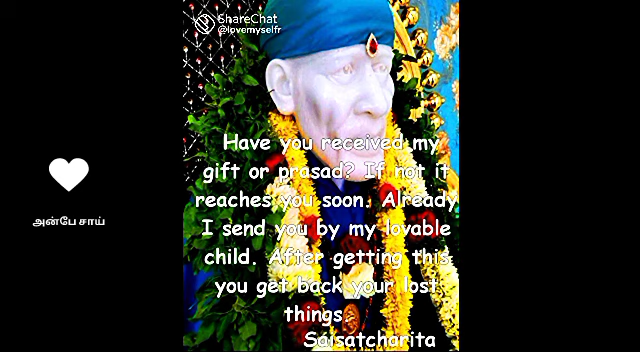 ShareChat
@lovemyselfr
Have you received my
gift or prasad? If not it
reaches you soon. Already
I send you by my lovable
child. After getting this
you get back your lost
things.
Saisatcharita
அன்பே சாய்